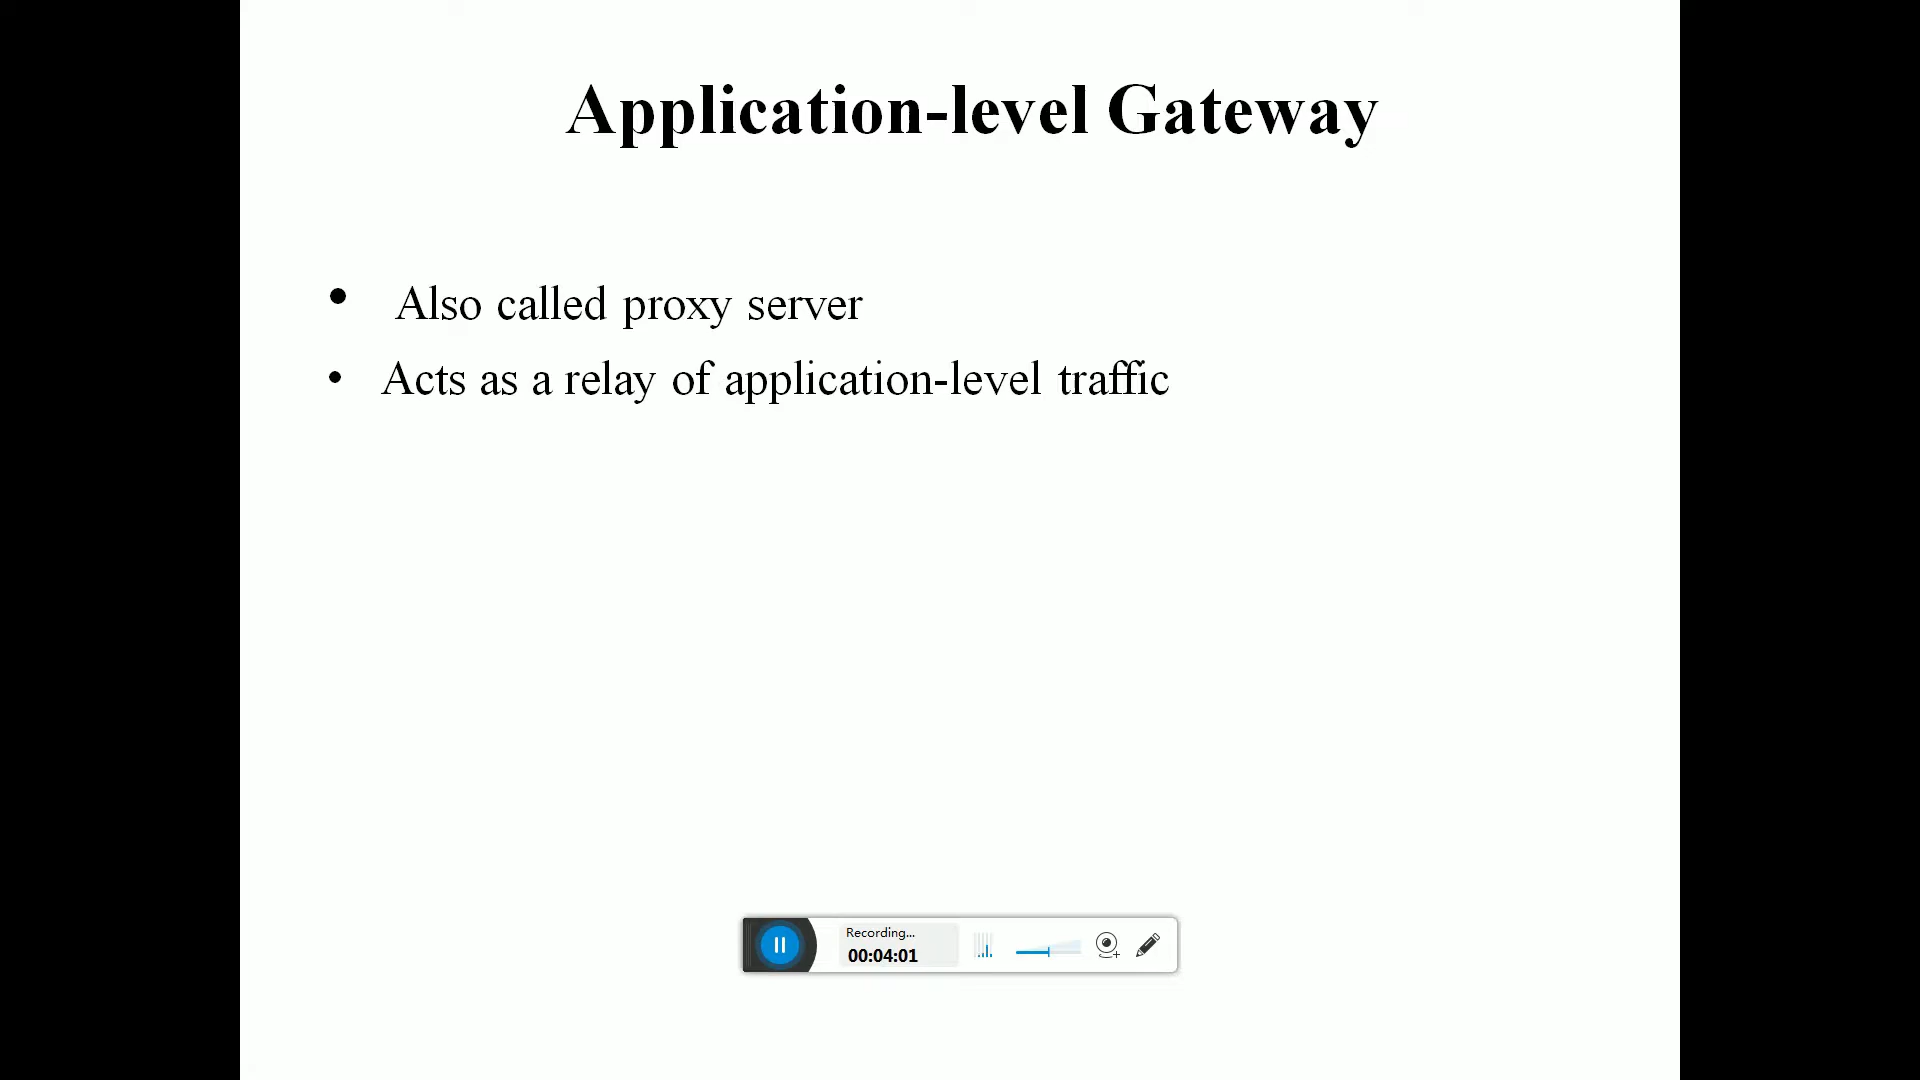 Application-level Gateway
• Also called proxy server
• Acts as a relay of application-level traffic
Recording...
00:04:01